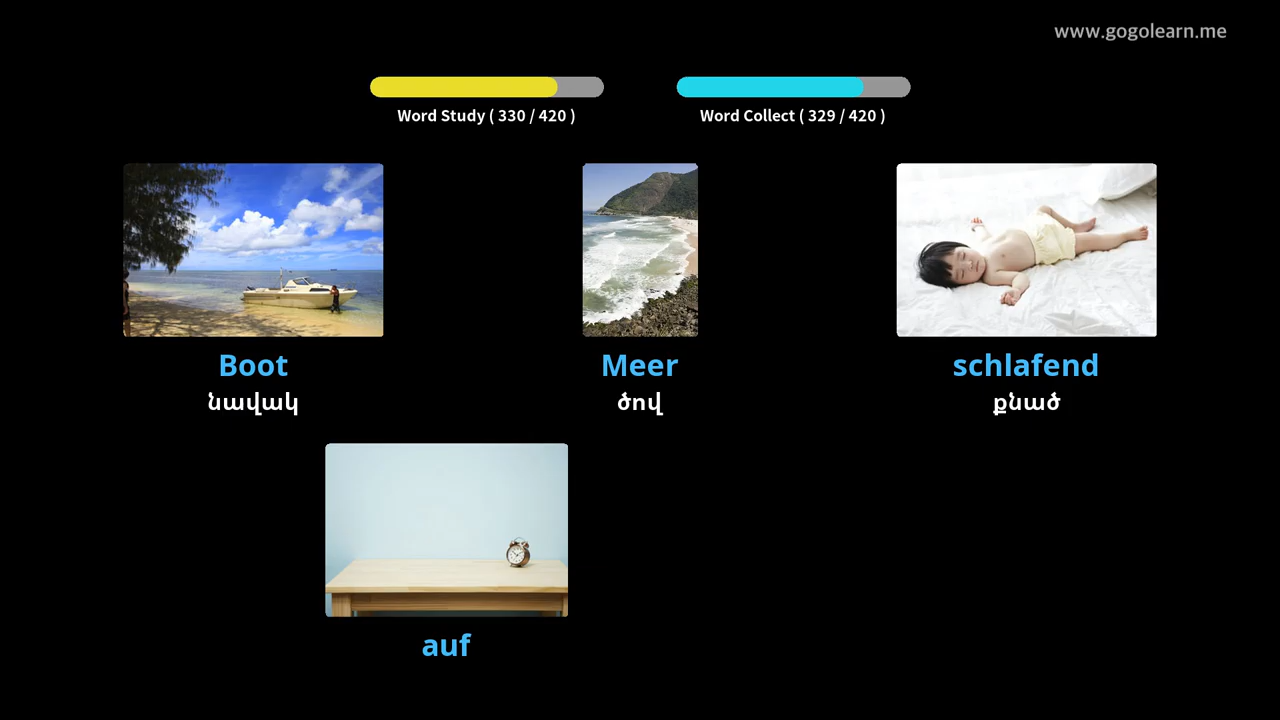 www.gogolearn.me
Word Study ( 330 / 420 )
Word Collect ( 329 / 420 )
Boot
նավակ
Meer
ծով
schlafend
քնած
auf